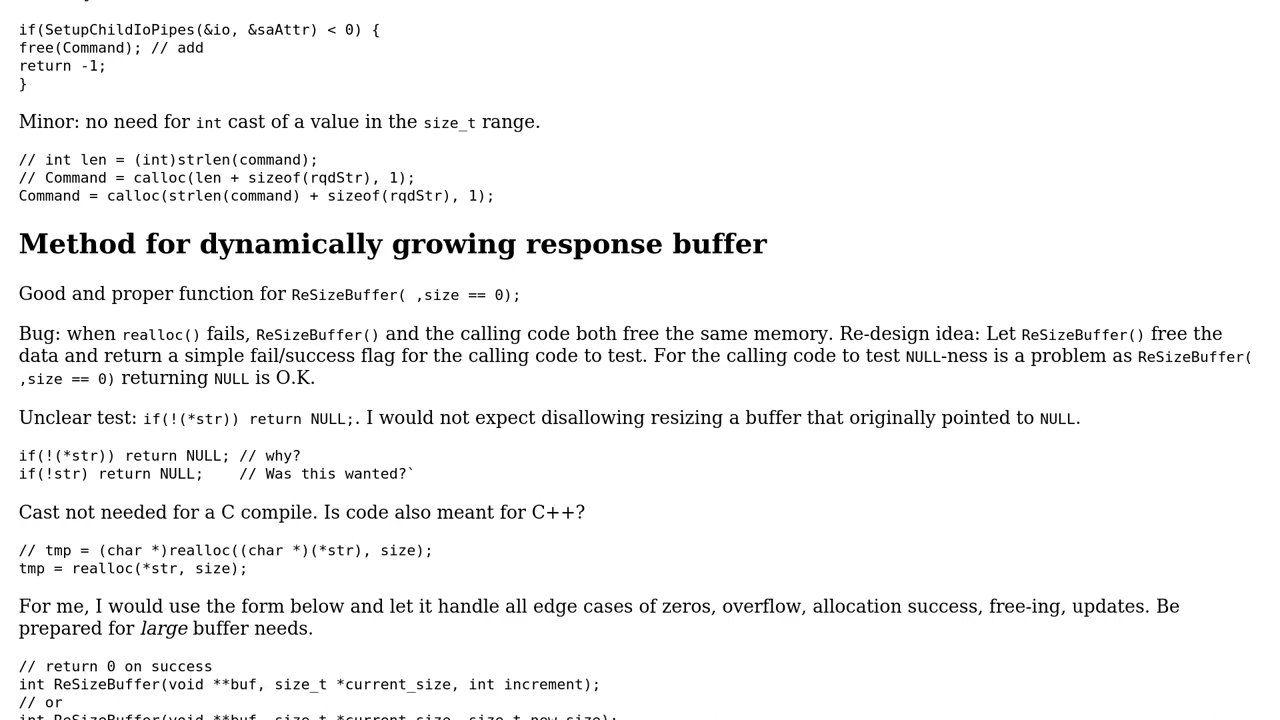 if(SetupChildIoPipes(&io, &saAttr) < 0) {
free(Command); // add
return -1;
}
Minor: no need for int cast of a value in the size_t range.
// int len = (int)strlen(command);
// Command = calloc(len + sizeof(rqdStr), 1);
Command = calloc(strlen(command) + sizeof(rqdStr), 1);
Method for dynamically growing response buffer
Good and proper function for ReSizeBuffer( ,size == 0);
Bug: when realloc() fails, ReSizeBuffer() and the calling code both free the same memory. Re-design idea: Let ReSizeBuffer() free the
data and return a simple fail/success flag for the calling code to test. For the calling code to test NULL-ness is a problem as ReSizeBuffer(
,size == 0) returning NULL is O.K.
Unclear test: if(!(*str)) return NULL;. I would not expect disallowing resizing a buffer that originally pointed to NULL.
if(!(*str)) return NULL; // why?
if(!str) return NULL;    // Was this wanted?`
Cast not needed for a C compile. Is code also meant for C++?
// tmp = (char *)realloc((char *)(*str), size);
tmp = realloc(*str, size);
For me, I would use the form below and let it handle all edge cases of zeros, overflow, allocation success, free-ing, updates. Be
prepared for large buffer needs.
// return 0 on success
int ReSizeBuffer(void **buf, size_t *current_size, int increment);
// or
int ReSizeBuffer(void **buf, size_t *current_size, size_t new_size);